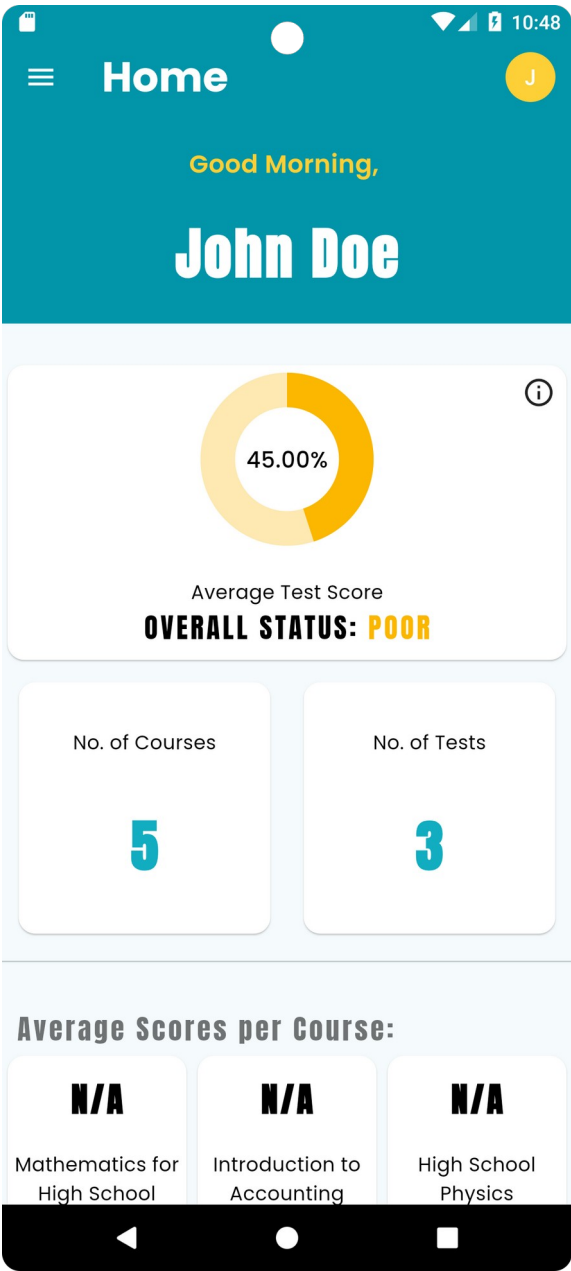 10:48
Home
J
Good Morning,
John Doe
45.00%
Average Test Score
OVERALL STATUS: POOR
No. of Courses
5
No. of Tests
3
Average Scores per Course:
N/A
Mathematics for
High School
N/A
Introduction to
Accounting
N/A
High School
Physics